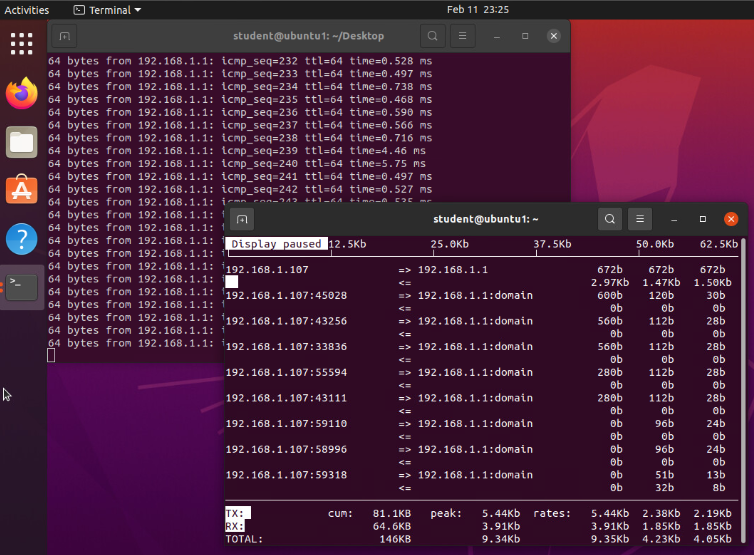 Activities Terminal Feb 11 23:25
student@ubuntu1: ~/Desktop
64 bytes from 192.168.1.1: icmp_seq=232 ttl=64 time=0.528 ms
64 bytes from 192.168.1.1: icmp_seq=233 ttl=64 time=0.497 ms
64 bytes from 192.168.1.1: icmp_seq=234 ttl=64 time=0.738 ms
64 bytes from 192.168.1.1: icmp_seq=235 ttl=64 time=0.468 ms
64 bytes from 192.168.1.1: icmp_seq=236 ttl=64 time=0.590 ms
64 bytes from 192.168.1.1: icmp_seq=237 ttl=64 time=0.566 ms
64 bytes from 192.168.1.1: icmp_seq=238 ttl=64 time=0.716 ms
64 bytes from 192.168.1.1: icmp_seq=239 ttl=64 time=4.46 ms
64 bytes from 192.168.1.1: icmp_seq=240 ttl=64 time=5.75 ms
64 bytes from 192.168.1.1: icmp_seq=241 ttl=64 time=0.497 ms
64 bytes from 192.168.1.1: icmp_seq=242 ttl=64 time=0.527 ms
64 bytes from 192.168.1.1: icmp_seq=243 ttl=64 time=0.535 ms
64 bytes from 192.168.1.1:
64 bytes from 192.168.1.1:
64 bytes from 192.168.1.1:
64 bytes from 192.168.1.1:
64 bytes from 192.168.1.1:
64 bytes from 192.168.1.1:
64 bytes from 192.168.1.1:
64 bytes from 192.168.1.1:
64 bytes from 192.168.1.1:
64 bytes from 192.168.1.1:
64 bytes from 192.168.1.1:
student@ubuntu1: ~
Display paused 12.5Kb 25.0Kb 37.5Kb 50.0Kb 62.5Kb
192.168.1.107 => 192.168.1.1 672b 672b 672b
<= 2.97Kb 1.47Kb 1.50Kb
192.168.1.107:45028 => 192.168.1.1:domain 600b 120b 30b
<= 0b 0b 0b
192.168.1.107:43256 => 192.168.1.1:domain 560b 112b 28b
<= 0b 0b 0b
192.168.1.107:33836 => 192.168.1.1:domain 560b 112b 28b
<= 0b 0b 0b
192.168.1.107:55594 => 192.168.1.1:domain 280b 112b 28b
<= 0b 0b 0b
192.168.1.107:43111 => 192.168.1.1:domain 280b 112b 28b
<= 0b 0b 0b
192.168.1.107:59110 => 192.168.1.1:domain 0b 96b 24b
<= 0b 0b 0b
192.168.1.107:58996 => 192.168.1.1:domain 0b 96b 24b
<= 0b 0b 0b
192.168.1.107:59318 => 192.168.1.1:domain 0b 51b 13b
<= 0b 32b 8b
TX: cum: 81.1KB peak: 5.44Kb rates: 5.44Kb 2.38Kb 2.19Kb
RX: 64.6KB 3.91Kb 3.91Kb 1.85Kb 1.85Kb
TOTAL: 146KB 9.34Kb 9.35Kb 4.23Kb 4.05Kb